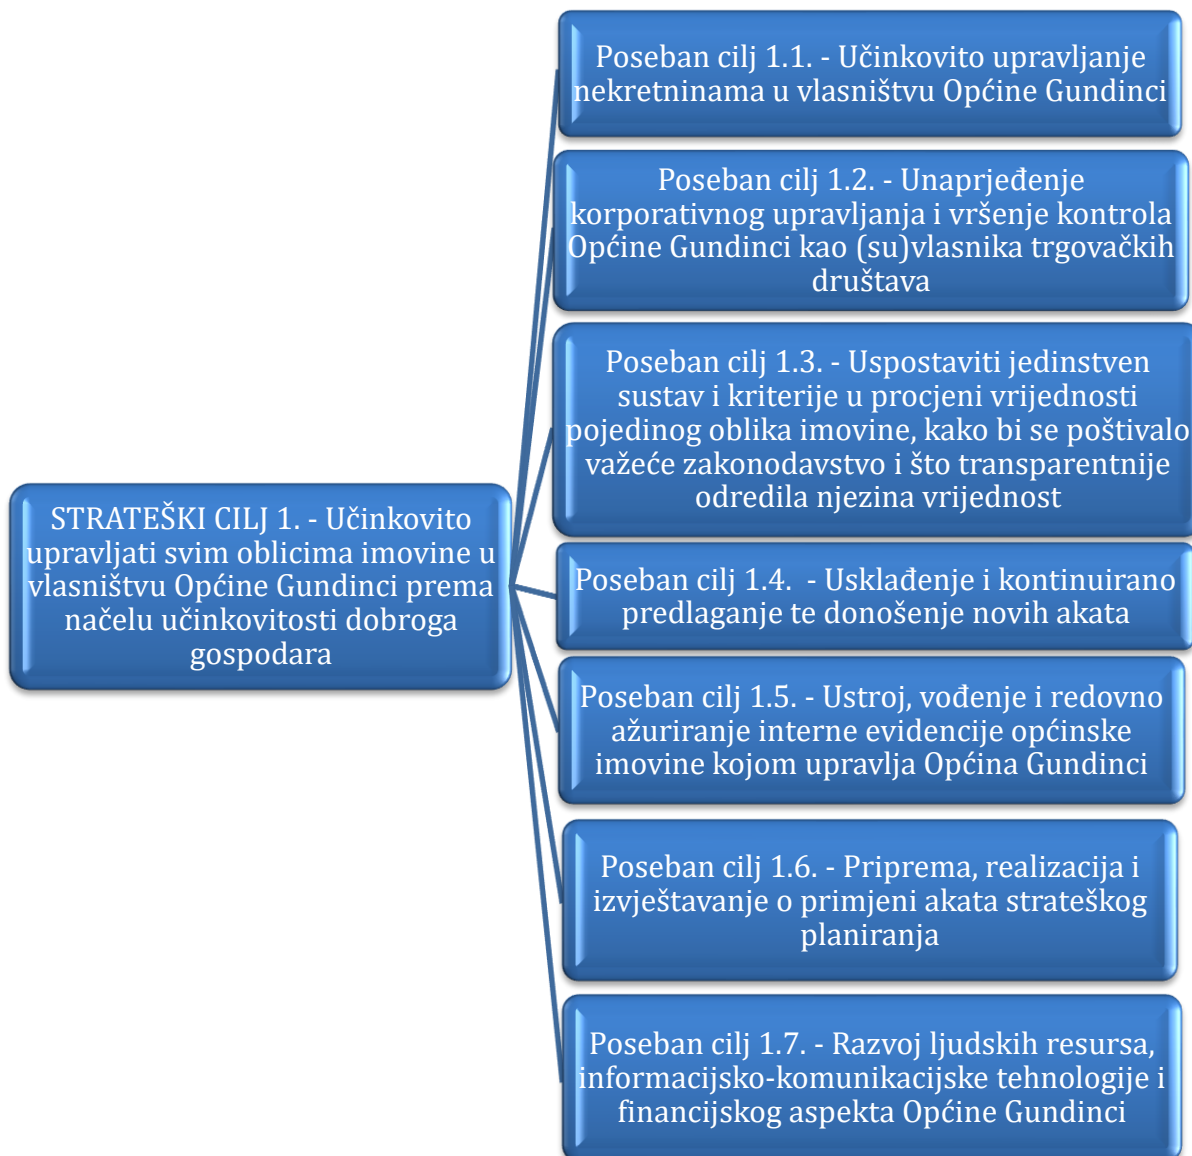 STRATEŠKI CILJ 1. - Učinkovito
upravljati svim oblicima imovine u
vlasništvu Općine Gundinci prema
načelu učinkovitosti dobroga
gospodara
Poseban cilj 1.1. - Učinkovito upravljanje
nekretninama u vlasništvu Općine Gundinci
Poseban cilj 1.2. - Unaprjeđenje
korporativnog upravljanja i vršenje kontrola
Općine Gundinci kao (su)vlasnika trgovačkih
društava
Poseban cilj 1.3. - Uspostaviti jedinstven
sustav i kriterije u procjeni vrijednosti
pojedinog oblika imovine, kako bi se poštivalo
važeće zakonodavstvo i što transparentnije
odredila njezina vrijednost
Poseban cilj 1.4.  - Usklađenje i kontinuirano
predlaganje te donošenje novih akata
Poseban cilj 1.5. - Ustroj, vođenje i redovno
ažuriranje interne evidencije općinske
imovine kojom upravlja Općina Gundinci
Poseban cilj 1.6. - Priprema, realizacija i
izvještavanje o primjeni akata strateškog
planiranja
Poseban cilj 1.7. - Razvoj ljudskih resursa,
informacijsko-komunikacijske tehnologije i
financijskog aspekta Općine Gundinci